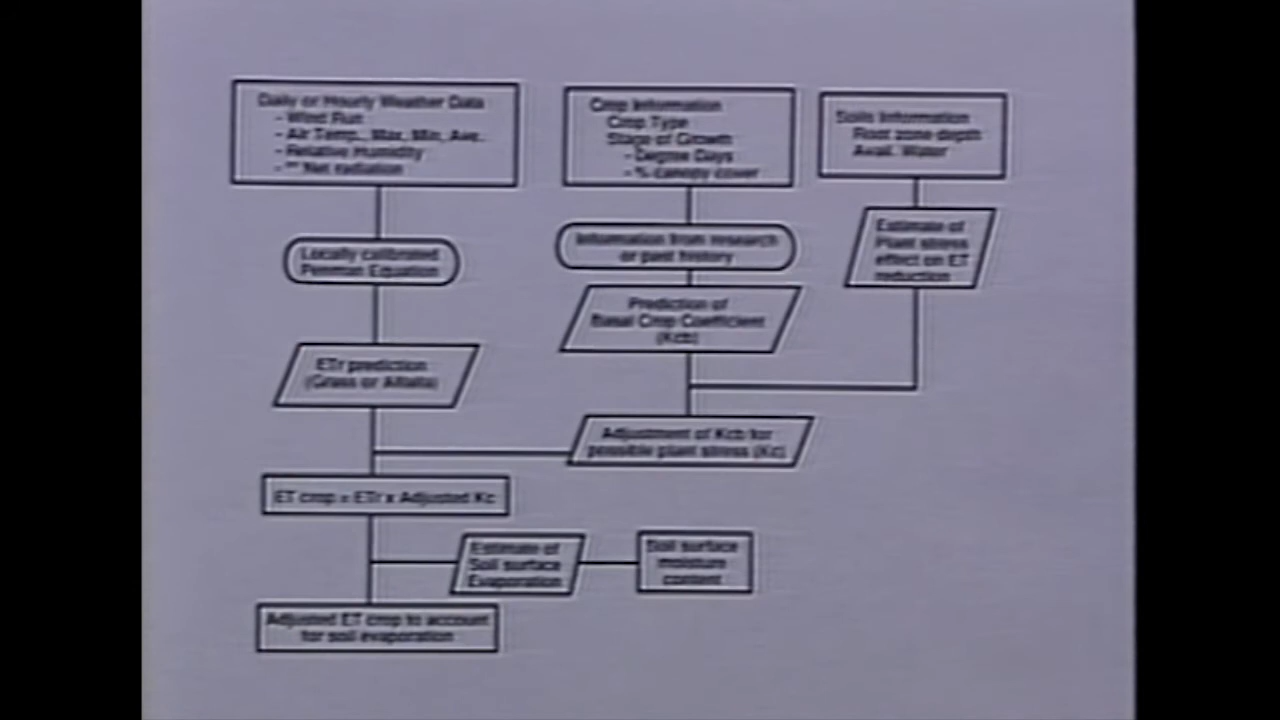 Daily or Hourly Weather Data
- Wind Run
- Air Temp., Max, Min, Ave.
- Relative Humidity
- ** Net radiation
Crop Information
Crop Type
Stage of Growth
- Degree Days
- % canopy cover
Soils Information
Root zone depth
Avail. Water
Locally calibrated
Penman Equation
Information from research
or past history
Estimate of
Plant stress
effect on ET
reduction
Prediction of
Basal Crop Coefficient
(Kcb)
ETr prediction
(Grass or Alfalfa)
Adjustment of Kcb for
possible plant stress (Kc)
ET crop = ETr x Adjusted Kc
Estimate of
Soil surface
Evaporation
Soil surface
moisture
content
Adjusted ET crop to account
for soil evaporation